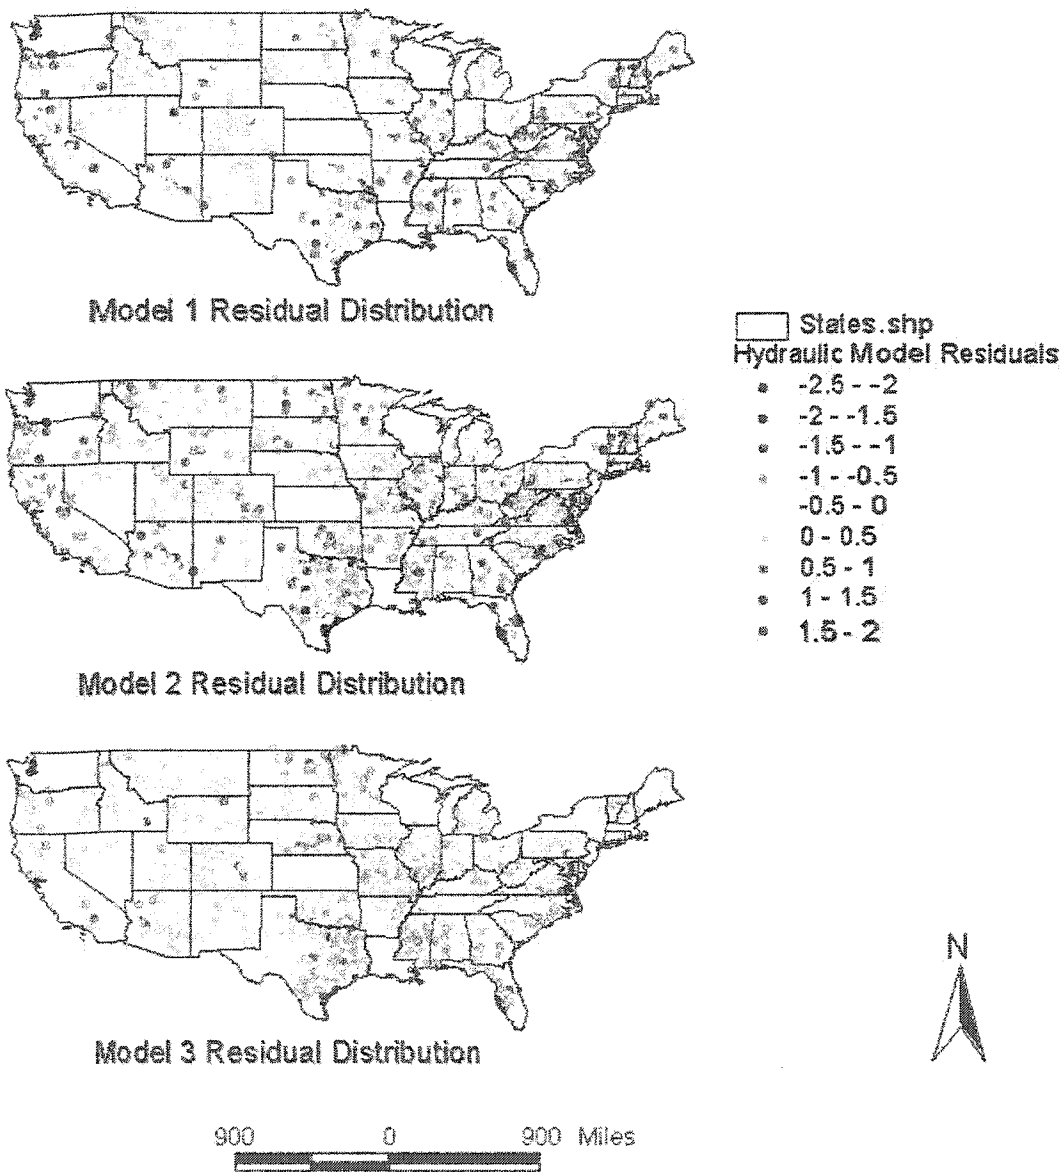 Model 1 Residual Distribution
States.shp
Hydraulic Model Residuals
-2.5 - -2
-2 - -1.5
-1.5 - -1
-1 - -0.5
-0.5 - 0
0 - 0.5
0.5 - 1
1 - 1.5
1.5 - 2
Model 2 Residual Distribution
Model 3 Residual Distribution
N
900 0 900 Miles